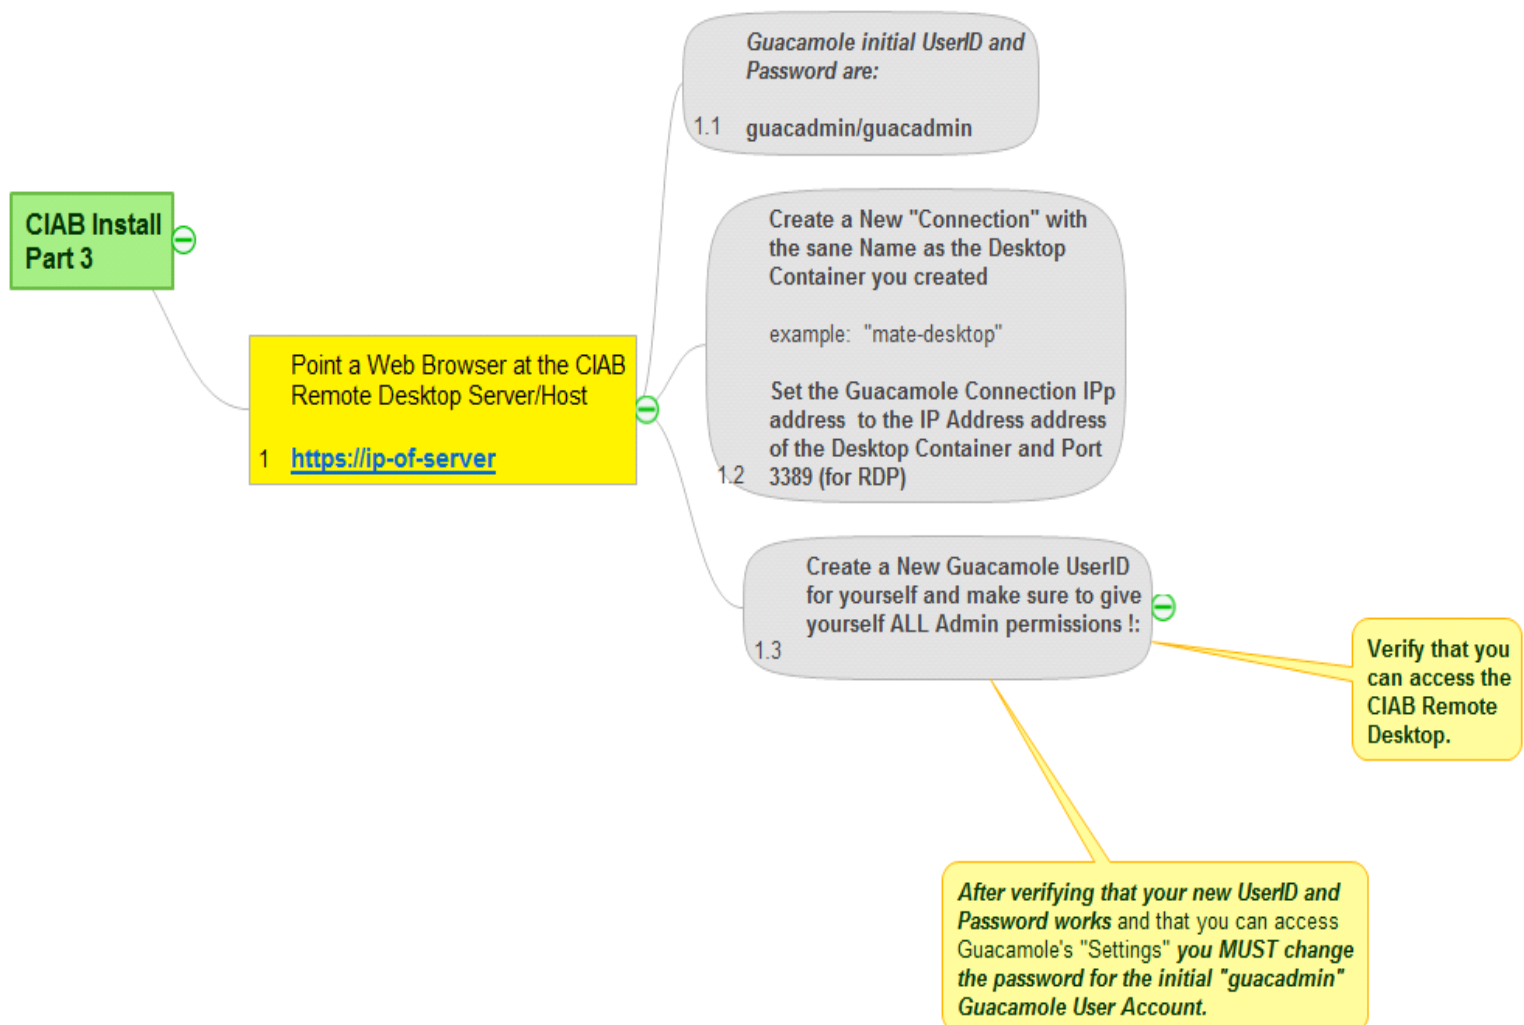 CIAB Install
Part 3
Point a Web Browser at the CIAB
Remote Desktop Server/Host
1 https://ip-of-server
Guacamole initial UserID and
Password are:
1.1 guacadmin/guacadmin
Create a New "Connection" with
the sane Name as the Desktop
Container you created
example: "mate-desktop"
Set the Guacamole Connection IPp
address to the IP Address address
of the Desktop Container and Port
1.2 3389 (for RDP)
Create a New Guacamole UserID
for yourself and make sure to give
yourself ALL Admin permissions !:
1.3
Verify that you
can access the
CIAB Remote
Desktop.
After verifying that your new UserID and
Password works and that you can access
Guacamole's "Settings" you MUST change
the password for the initial "guacadmin"
Guacamole User Account.